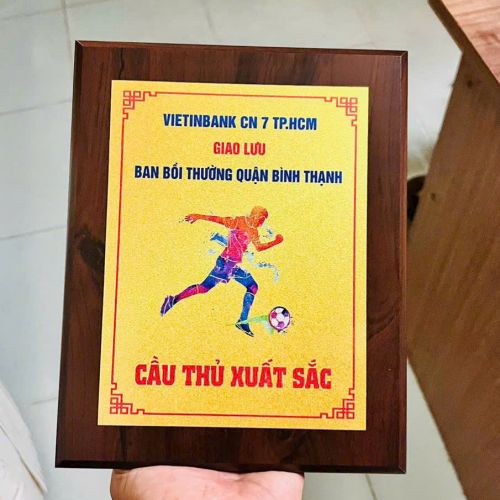 VIETINBANK CN 7 TP.HCM
GIAO LƯU
BAN BỒI THƯỜNG QUẬN BÌNH THẠNH
CẦU THỦ XUẤT SẮC